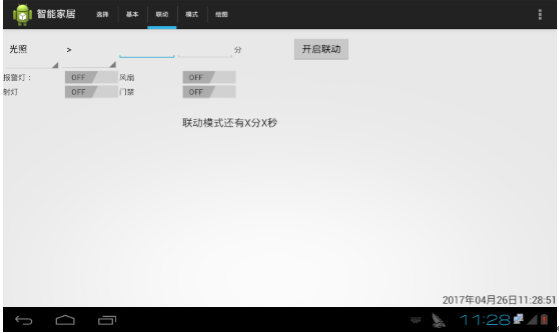 智能家居 选择 基本 联动 模式 绘图
光照 > 分 开启联动
报警灯： OFF 风扇 OFF
射灯 OFF 门禁 OFF
联动模式还有X分X秒
2017年04月26日11:28:51
11:28